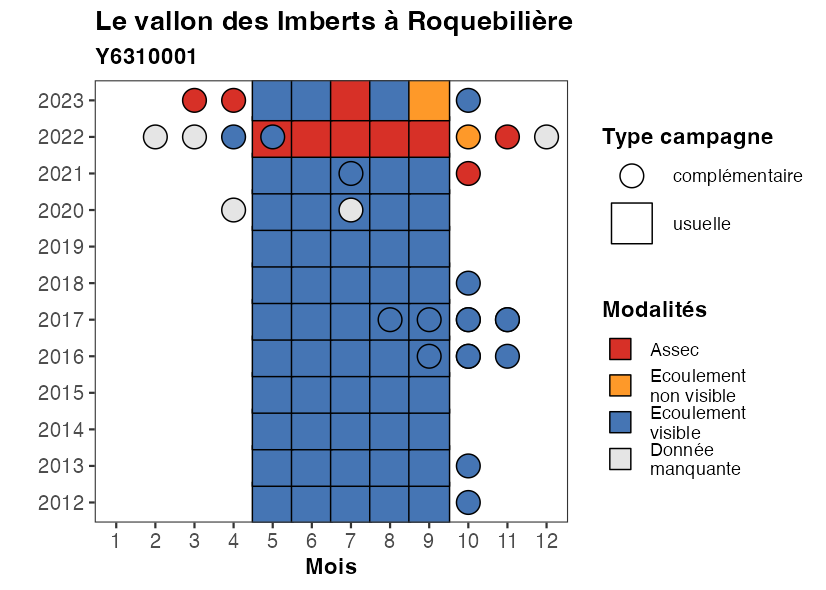 Le vallon des Imberts à Roquebilière
Y6310001
2023
2022
2021
2020
2019
2018
2017
2016
2015
2014
2013
2012
1 2 3 4 5 6 7 8 9 10 11 12
Mois
Type campagne
complémentaire
usuelle
Modalités
Assec
Ecoulement
non visible
Ecoulement
visible
Donnée
manquante